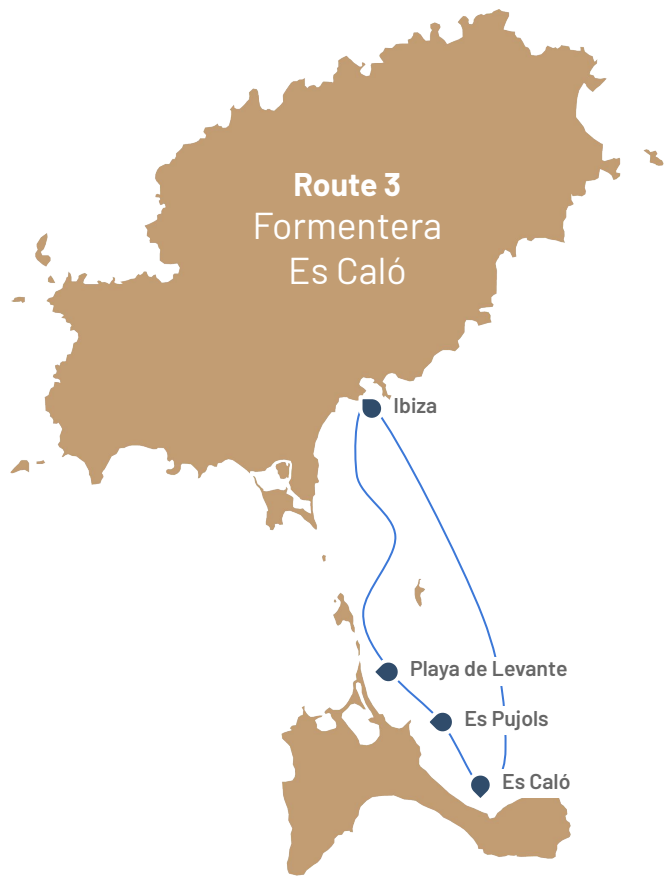 Route 3
Formentera
Es Caló
Ibiza
Playa de Levante
Es Pujols
Es Caló